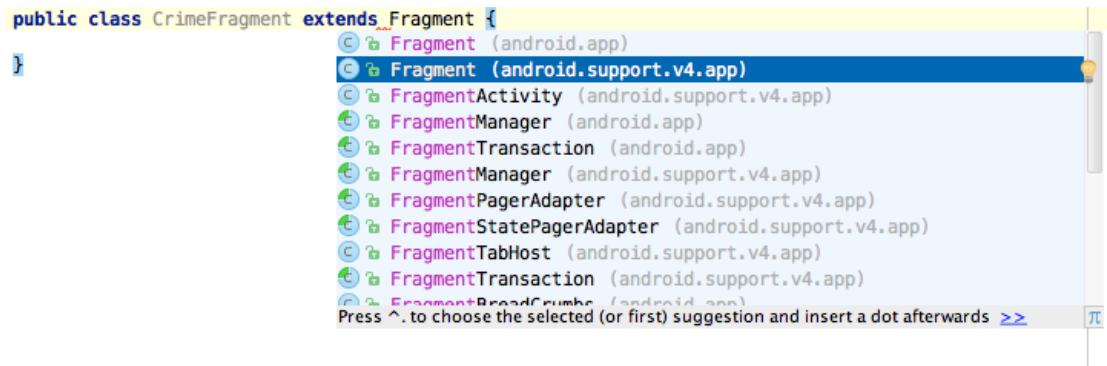 public class CrimeFragment extends Fragment {
Fragment (android.app)
}
Fragment (android.support.v4.app)
FragmentActivity (android.support.v4.app)
FragmentManager (android.app)
FragmentTransaction (android.app)
FragmentManager (android.support.v4.app)
FragmentPagerAdapter (android.support.v4.app)
FragmentStatePagerAdapter (android.support.v4.app)
FragmentTabHost (android.support.v4.app)
FragmentTransaction (android.support.v4.app)
FragmentBreadCrumbs (android.app)
Press ^. to choose the selected (or first) suggestion and insert a dot afterwards >> π